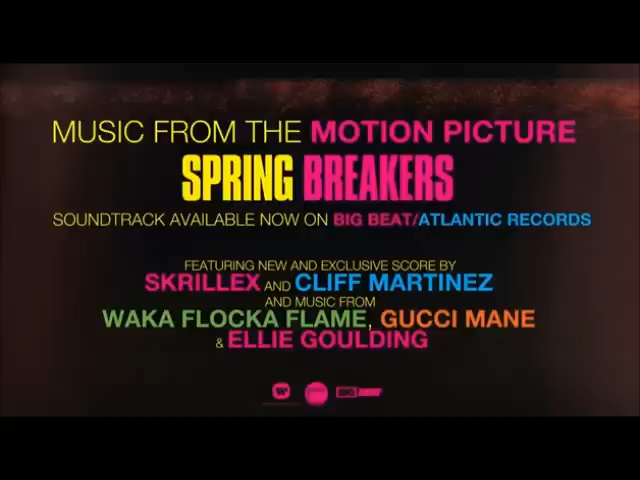 MUSIC FROM THE MOTION PICTURE
SPRING BREAKERS
SOUNDTRACK AVAILABLE NOW ON BIG BEAT/ATLANTIC RECORDS
FEATURING NEW AND EXCLUSIVE SCORE BY
SKRILLEX AND CLIFF MARTINEZ
AND MUSIC FROM
WAKA FLOCKA FLAME, GUCCI MANE
& ELLIE GOULDING